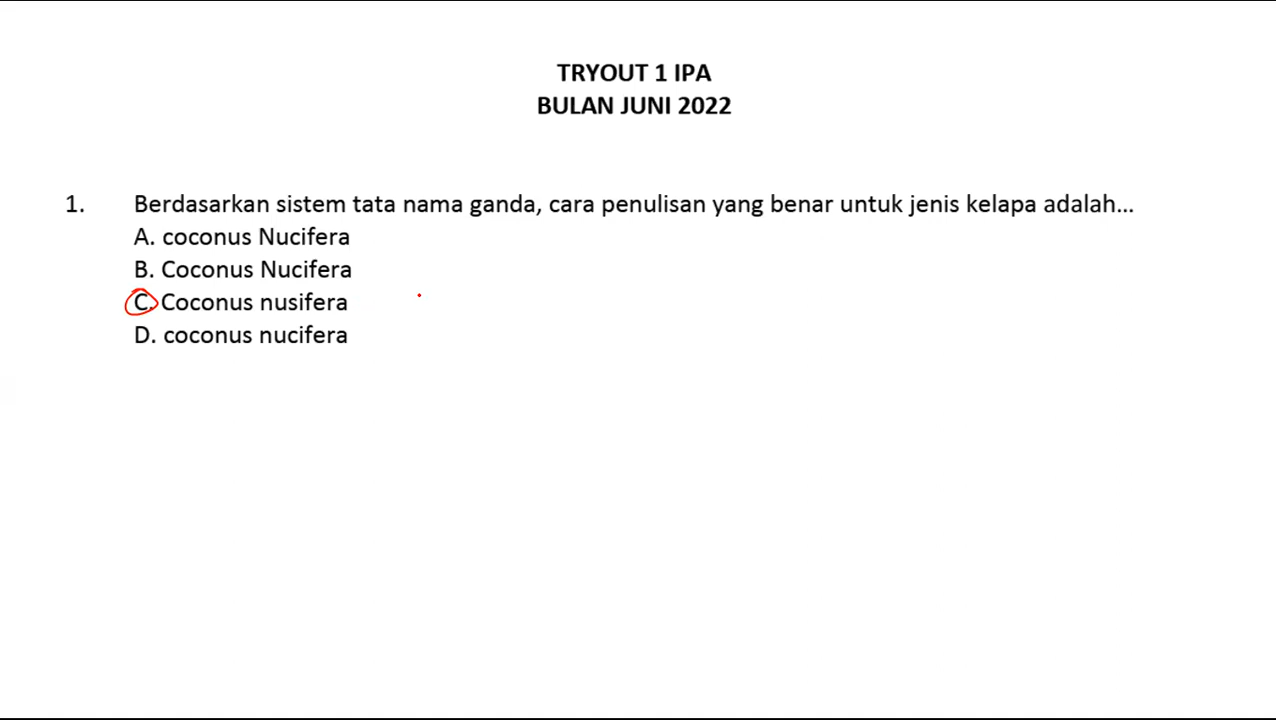 TRYOUT 1 IPA
BULAN JUNI 2022
1. Berdasarkan sistem tata nama ganda, cara penulisan yang benar untuk jenis kelapa adalah...
A. coconus Nucifera
B. Coconus Nucifera
C. Coconus nusifera
D. coconus nucifera